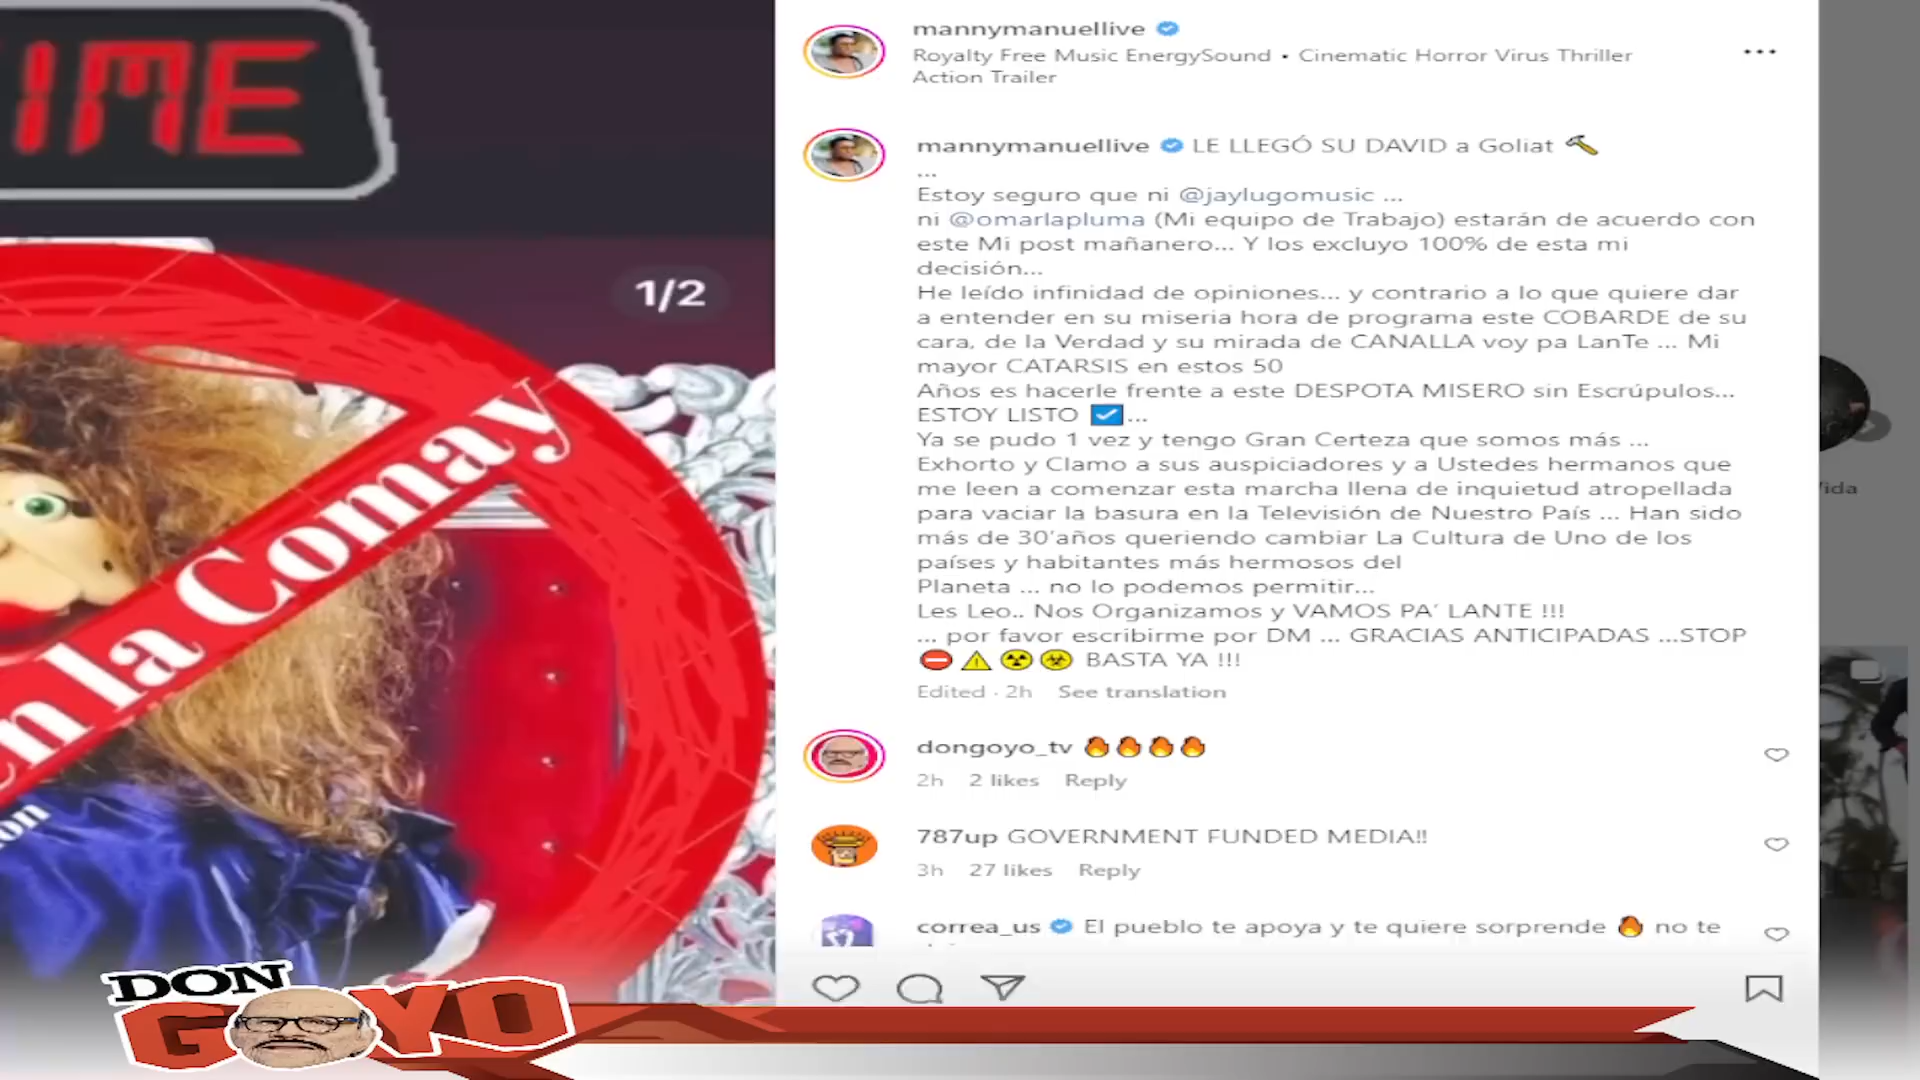 IME
1/2
en la Comay
on
mannymanuellive
Royalty Free Music EnergySound • Cinematic Horror Virus Thriller
Action Trailer
mannymanuellive LE LLEGÓ SU DAVID a Goliat 🔨
...
Estoy seguro que ni @jaylugomusic ...
ni @omarlapluma (Mi equipo de Trabajo) estarán de acuerdo con
este Mi post mañanero... Y los excluyo 100% de esta mi
decisión...
He leído infinidad de opiniones... y contrario a lo que quiere dar
a entender en su miseria hora de programa este COBARDE de su
cara, de la Verdad y su mirada de CANALLA voy pa LanTe ... Mi
mayor CATARSIS en estos 50
Años es hacerle frente a este DESPOTA MISERO sin Escrúpulos...
ESTOY LISTO ☑️...
Ya se pudo 1 vez y tengo Gran Certeza que somos más ...
Exhorto y Clamo a sus auspiciadores y a Ustedes hermanos que
me leen a comenzar esta marcha llena de inquietud atropellada
para vaciar la basura en la Televisión de Nuestro País ... Han sido
más de 30'años queriendo cambiar La Cultura de Uno de los
países y habitantes más hermosos del
Planeta ... no lo podemos permitir...
Les Leo.. Nos Organizamos y VAMOS PA' LANTE !!!
... por favor escribirme por DM ... GRACIAS ANTICIPADAS ...STOP
⛔⚠️☢️☣️ BASTA YA !!!
Edited · 2h See translation
dongoyo_tv 🔥🔥🔥🔥
2h 2 likes Reply
787up GOVERNMENT FUNDED MEDIA!!
3h 27 likes Reply
correa_us El pueblo te apoya y te quiere sorprende 🔥 no te
Vida
DON
GOYO